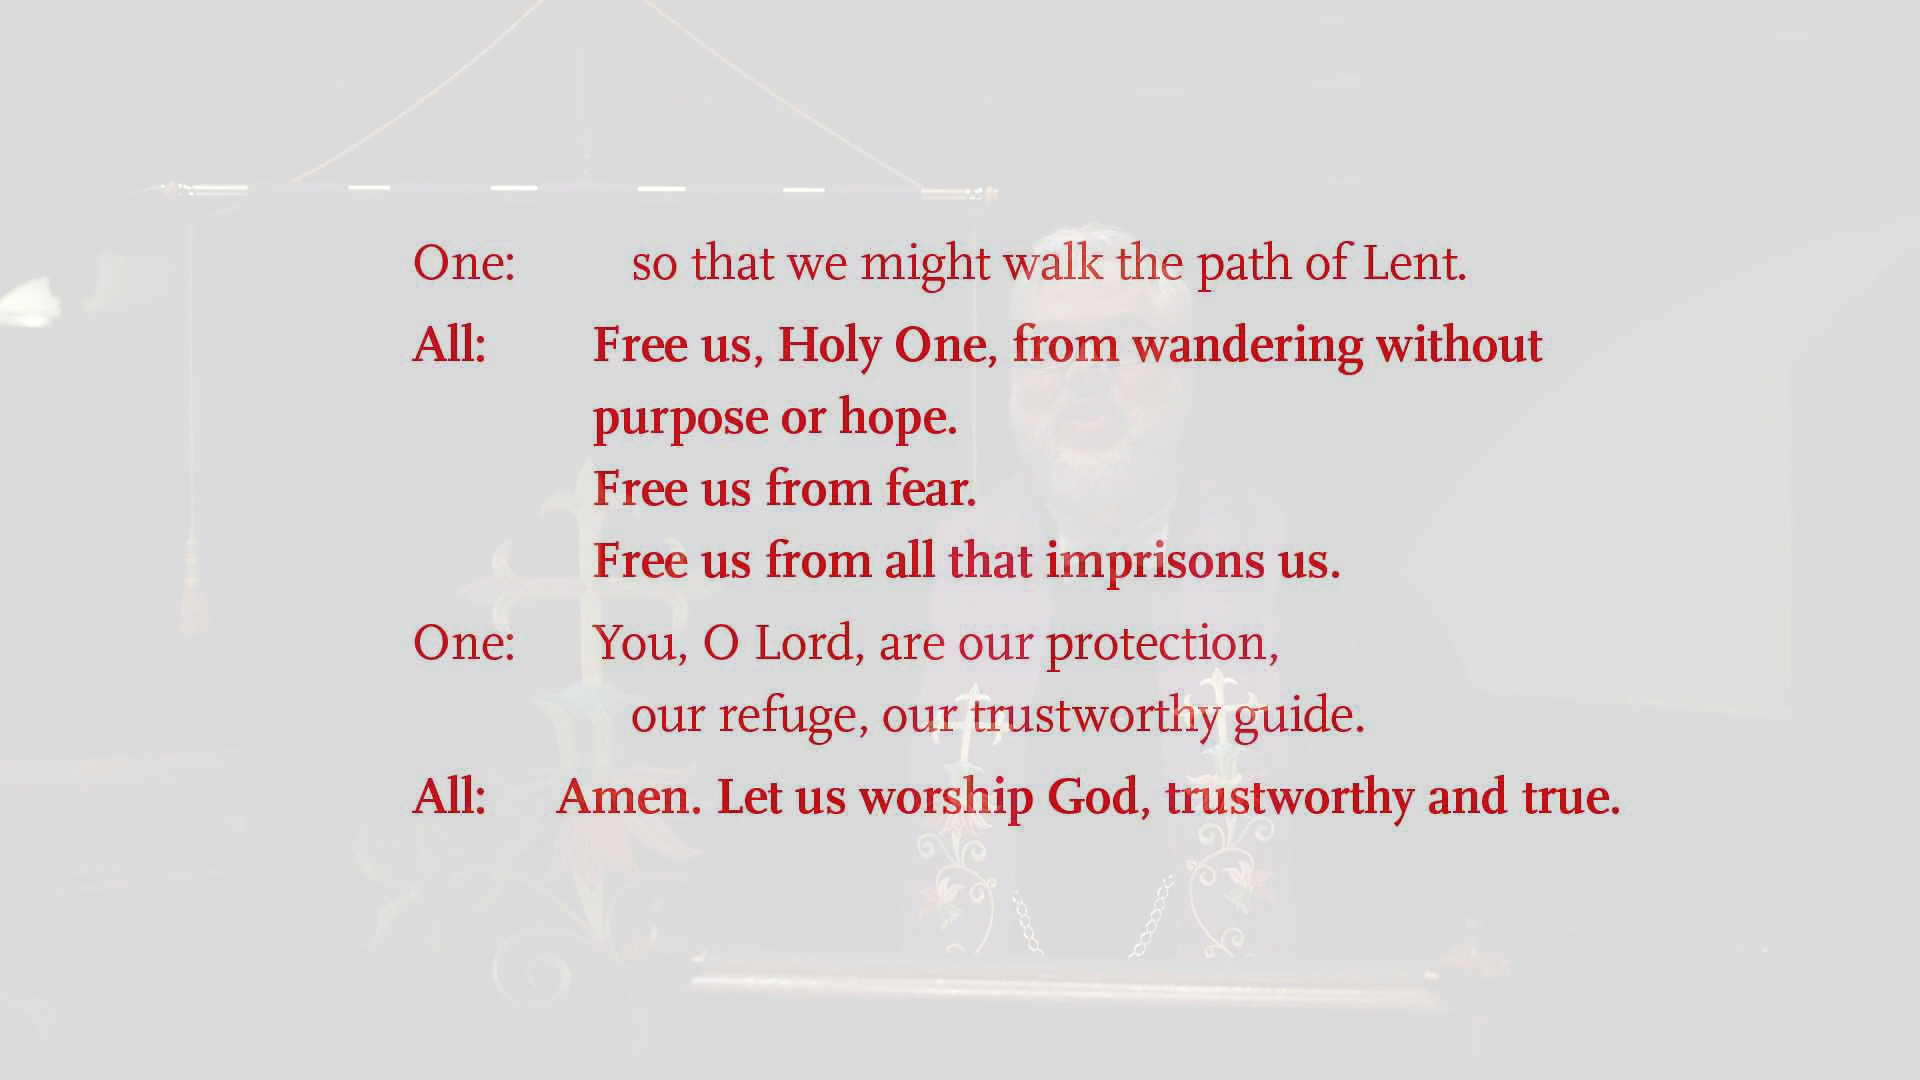 One: so that we might walk the path of Lent.
All: Free us, Holy One, from wandering without
purpose or hope.
Free us from fear.
Free us from all that imprisons us.
One: You, O Lord, are our protection,
our refuge, our trustworthy guide.
All: Amen. Let us worship God, trustworthy and true.